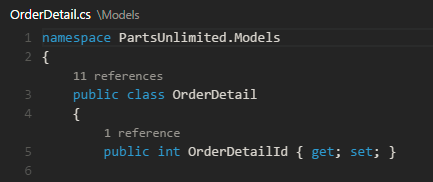 OrderDetail.cs \Models
1 namespace PartsUnlimited.Models
2 {
11 references
3 public class OrderDetail
4 {
1 reference
5 public int OrderDetailId { get; set; }
6